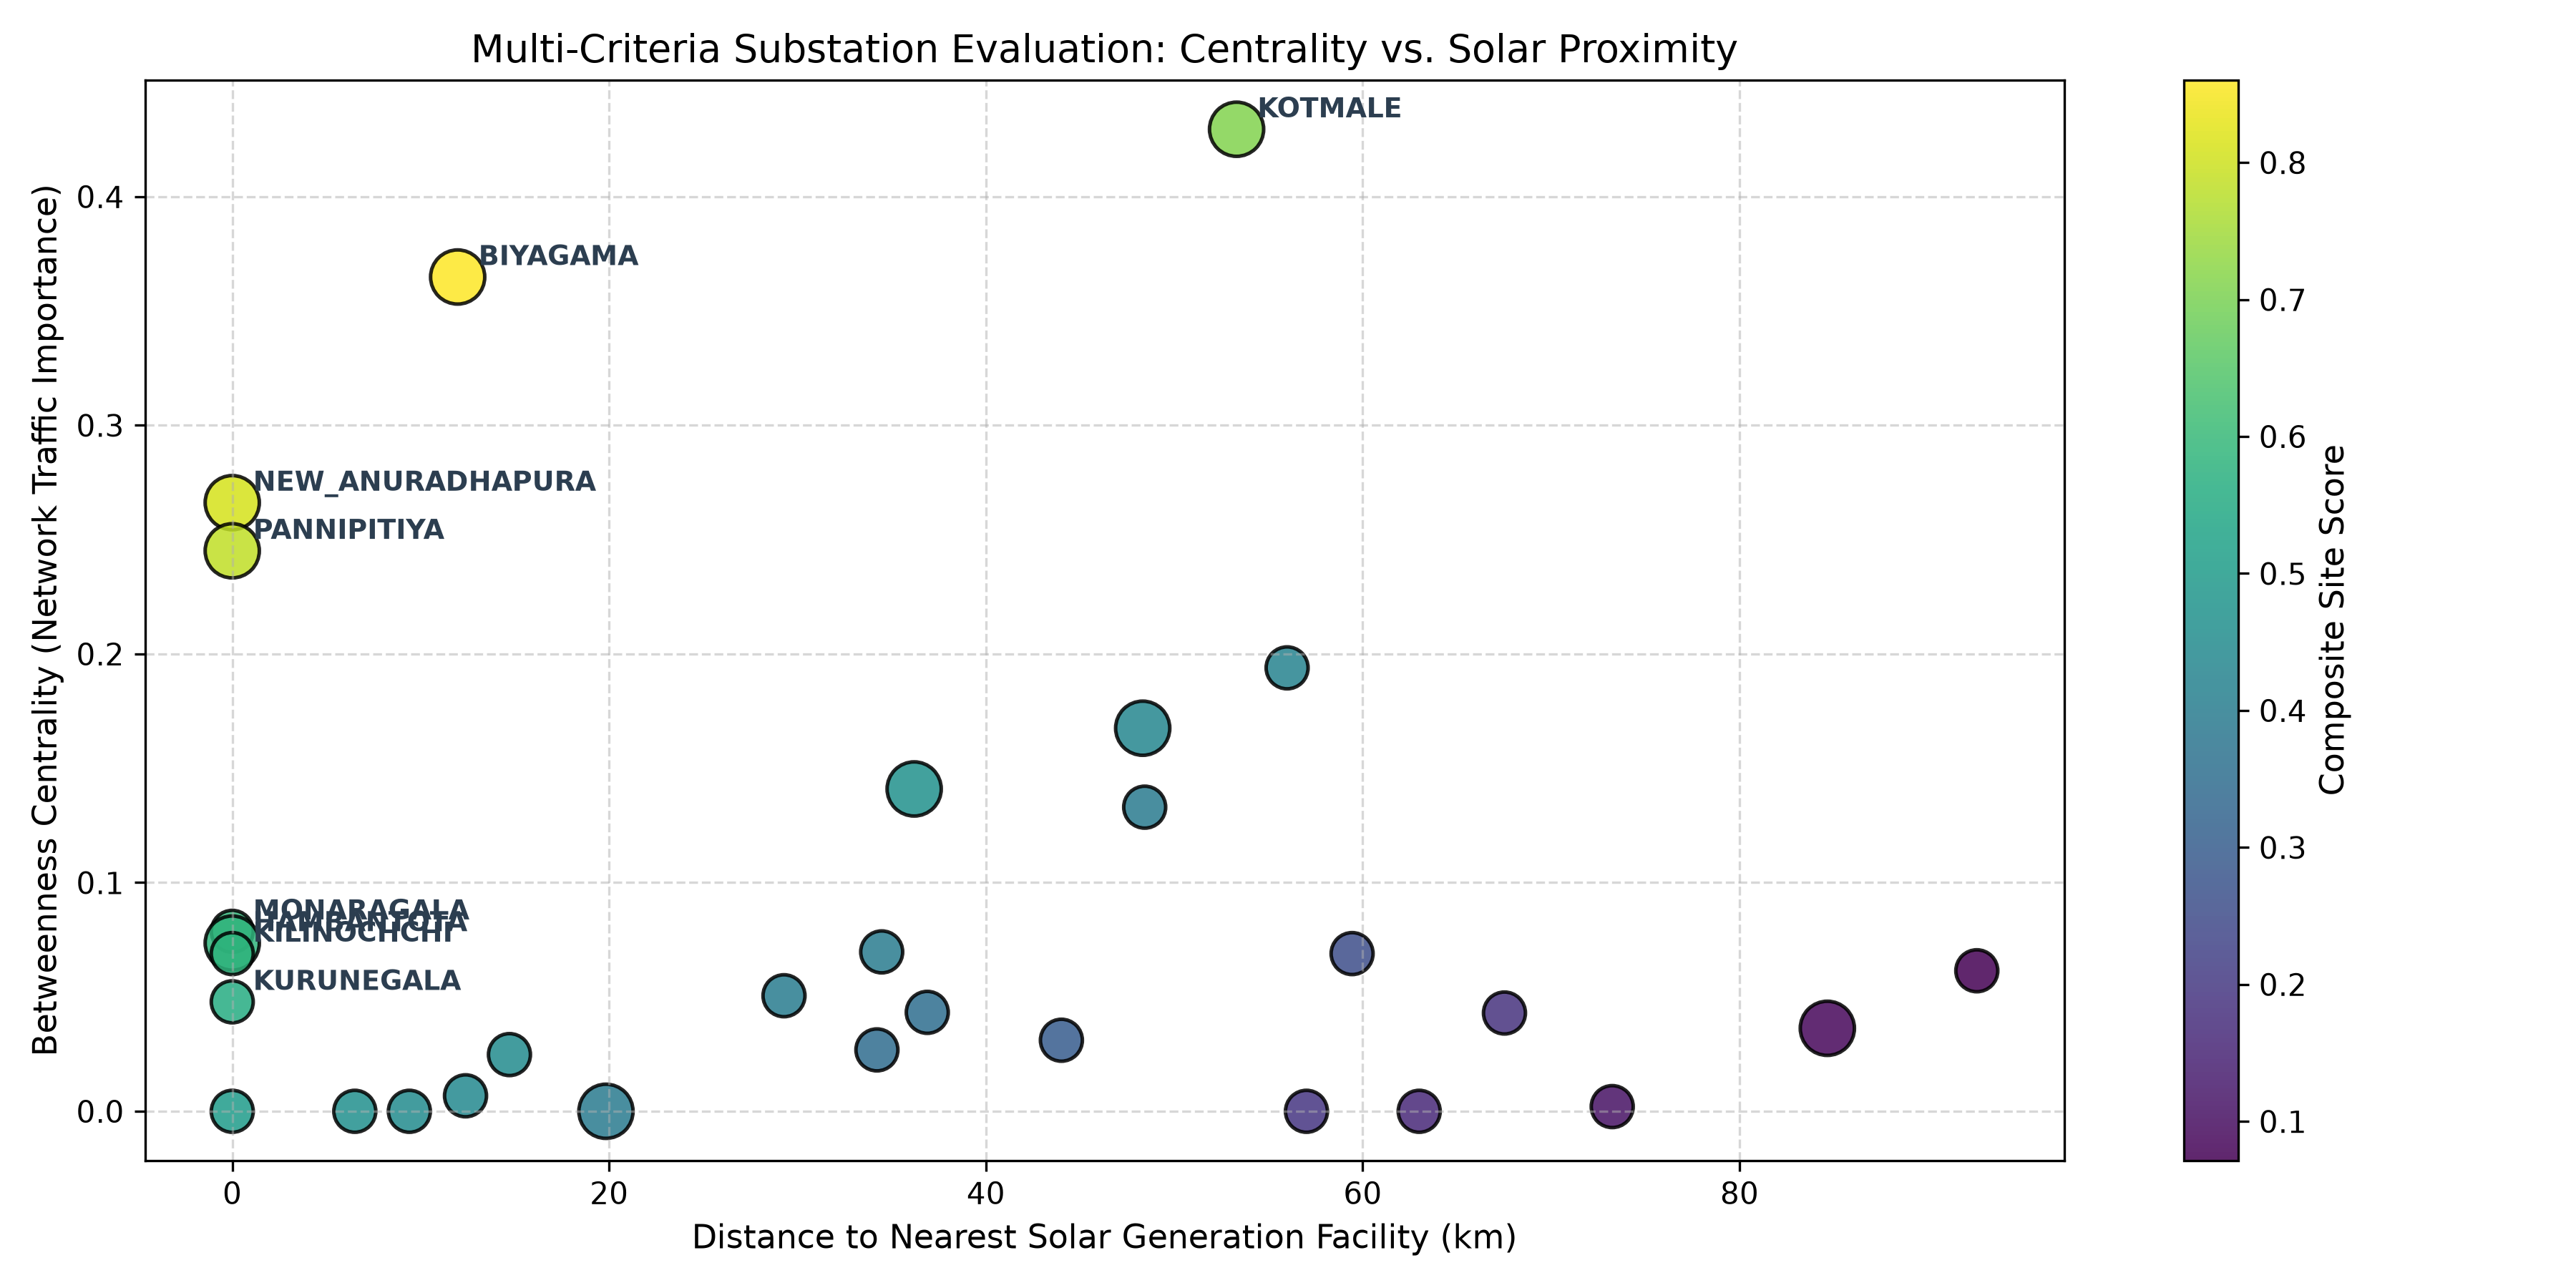 Multi-Criteria Substation Evaluation: Centrality vs. Solar Proximity
Betweenness Centrality (Network Traffic Importance)
0.4
0.3
0.2
0.1
0.0
KOTMALE
BIYAGAMA
NEW_ANURADHAPURA
PANNIPITIYA
MONARAGALA
HAMBANTOTA
KILINOCHCHI
KURUNEGALA
0
20
40
60
80
Distance to Nearest Solar Generation Facility (km)
0.8
0.7
0.6
0.5
0.4
0.3
0.2
0.1
Composite Site Score